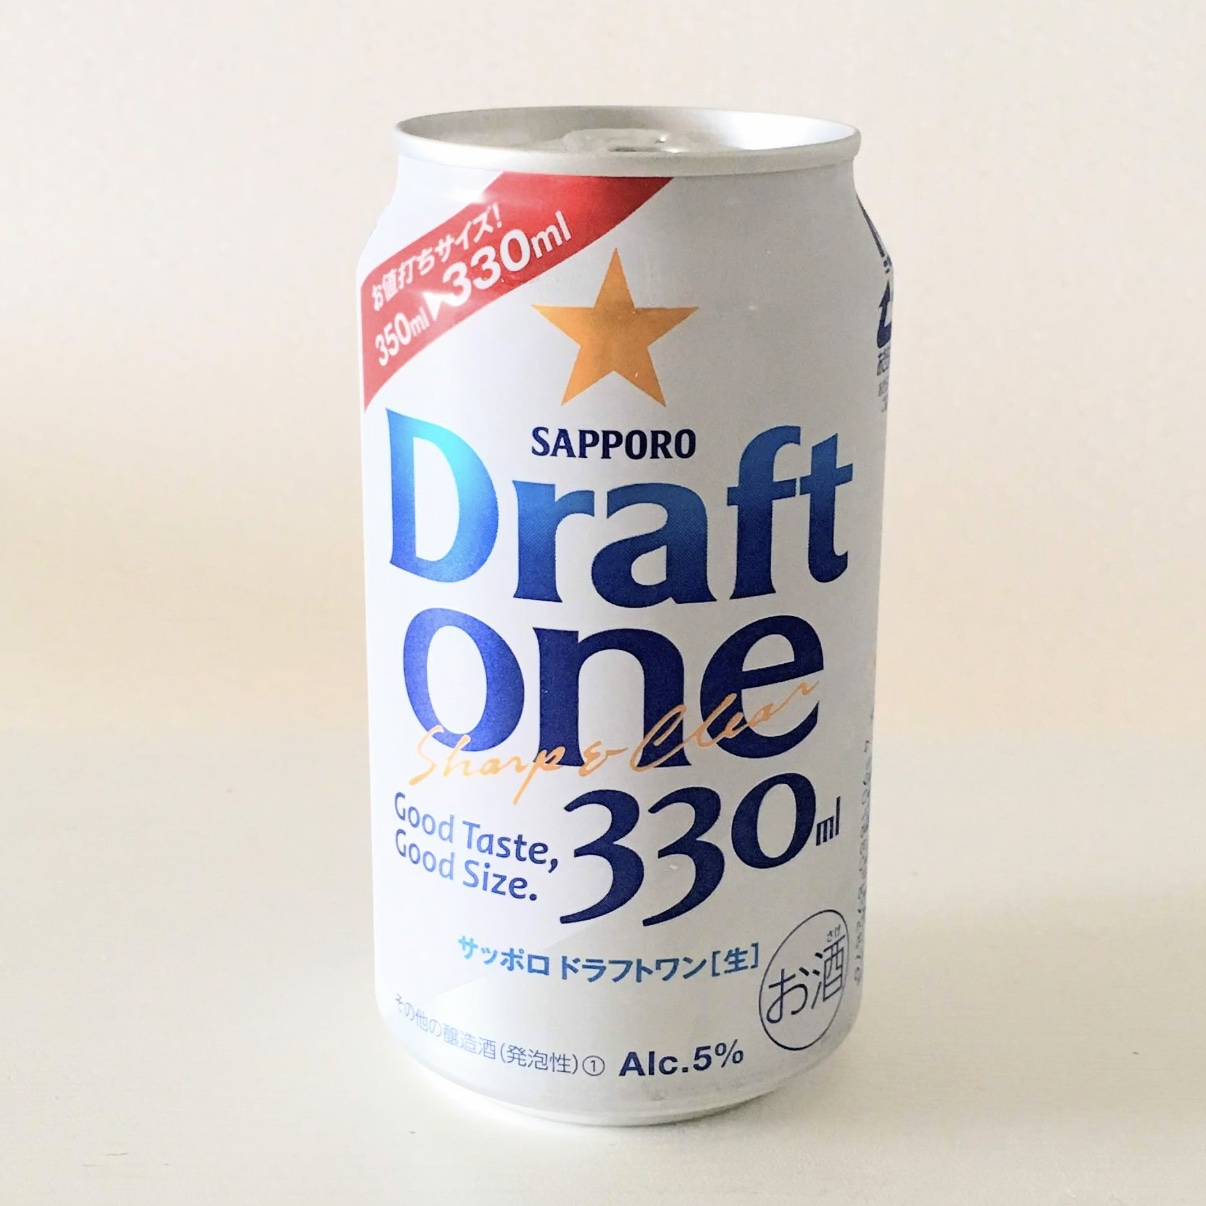 お値打ちサイズ!
350ml▶330ml
SAPPORO
Draft
one
Sharp & Clear
Good Taste,
Good Size.
330ml
サッポロ ドラフトワン[生]
さけ
お酒
その他の醸造酒(発泡性)① Alc.5%